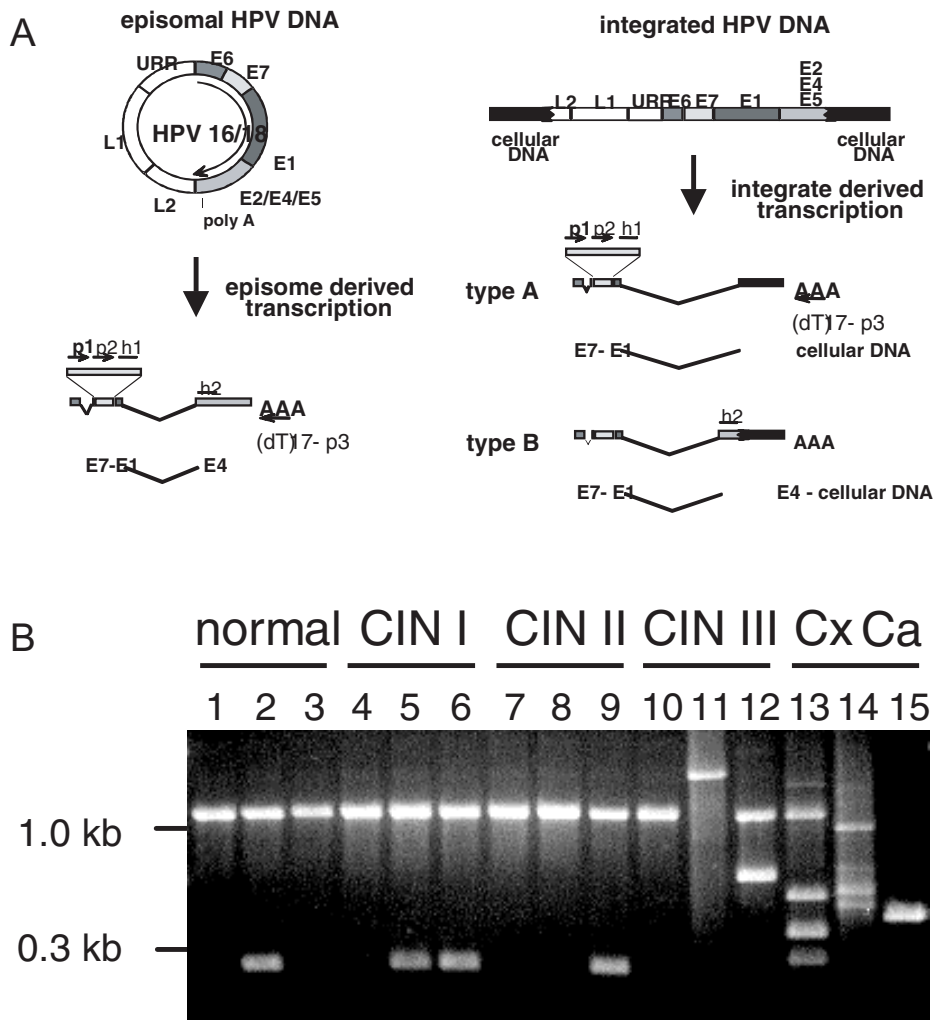 A
episomal HPV DNA
URR
E6
E7
HPV 16/18
L1
E1
L2
E2/E4/E5
poly A
episome derived
transcription
p1 p2 h1
h2
AAA
(dT)17- p3
E7-E1 E4
integrated HPV DNA
E2
E4
E5
L2 L1 URR E6 E7 E1
cellular
DNA
cellular
DNA
integrate derived
transcription
p1 p2 h1
type A
AAA
(dT)17- p3
E7- E1 cellular DNA
h2
type B
AAA
E7- E1 E4 - cellular DNA
B
normal CIN I CIN II CIN III Cx Ca
1 2 3 4 5 6 7 8 9 10 11 12 13 14 15
1.0 kb
0.3 kb